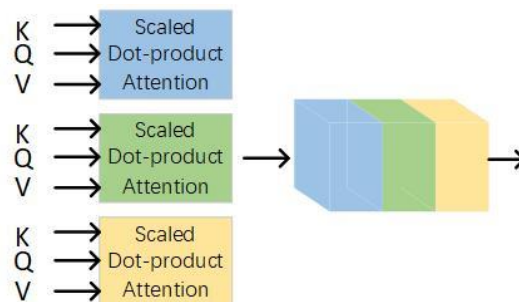 K Scaled
Q Dot-product
V Attention
K Scaled
Q Dot-product
V Attention
K Scaled
Q Dot-product
V Attention